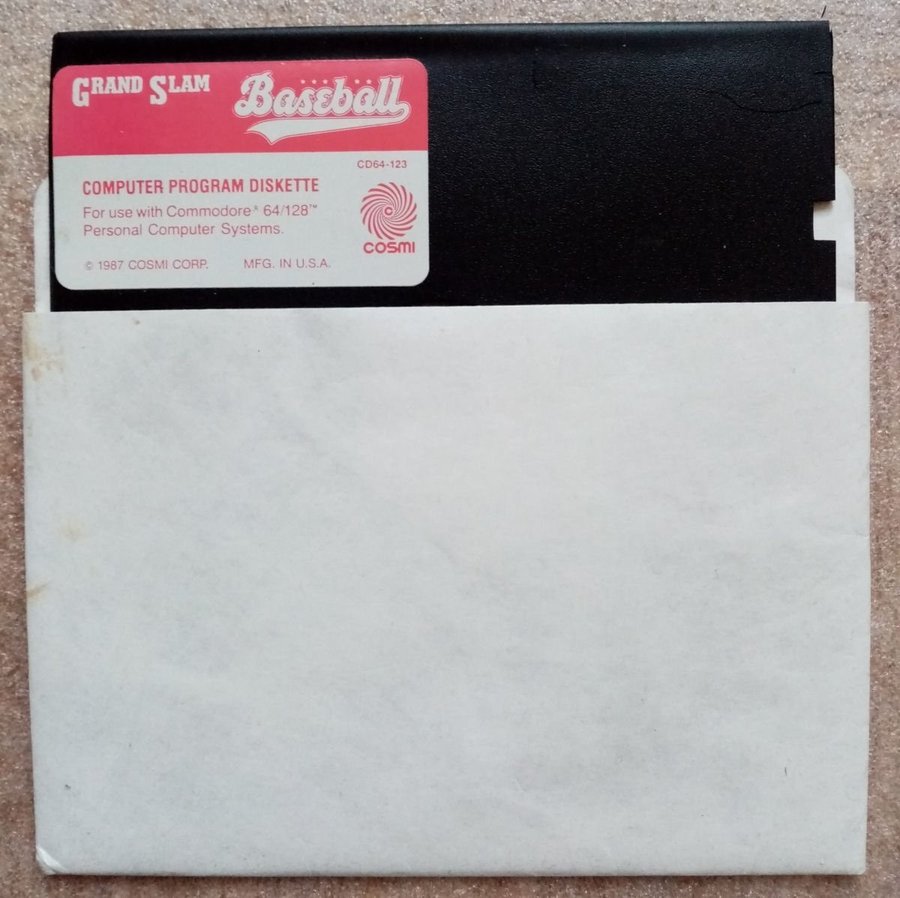 GRAND SLAM
Baseball
CD64-123
COMPUTER PROGRAM DISKETTE
For use with Commodore® 64/128™
Personal Computer Systems.
COSMI
© 1987 COSMI CORP. MFG. IN U.S.A.